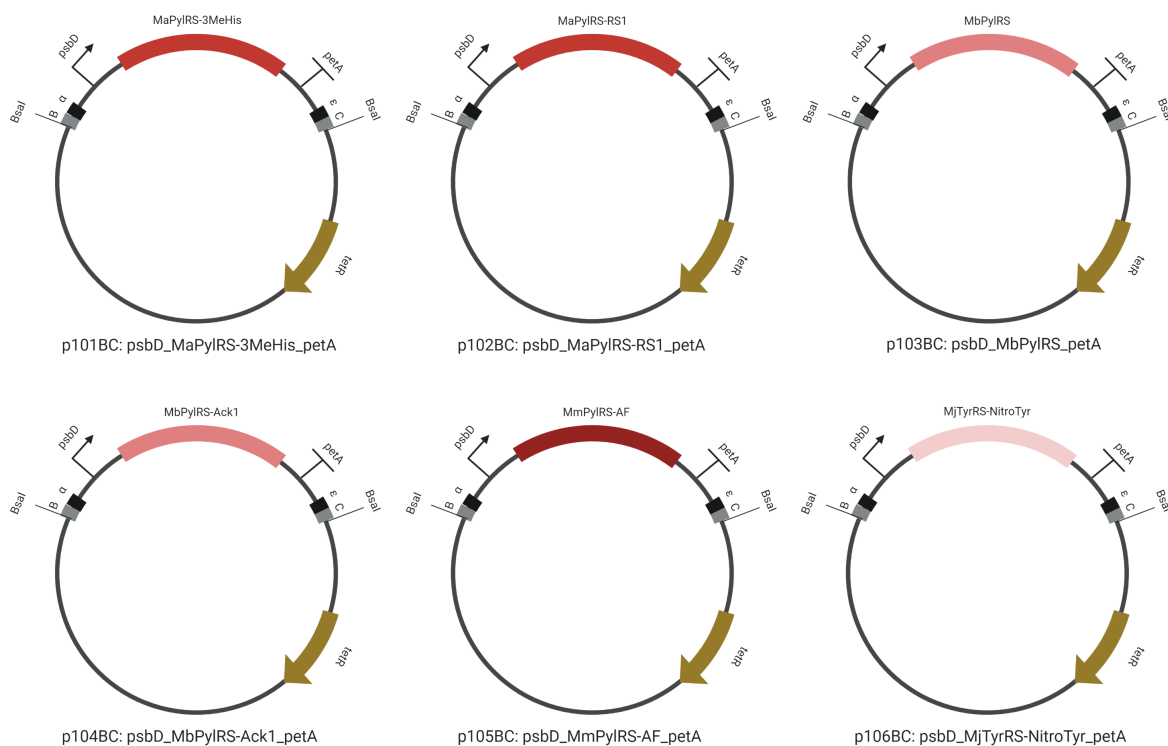 MaPylRS-3MeHis
psbD
petA
BsaI
B
α
ε
C
BsaI
tetR
p101BC: psbD_MaPylRS-3MeHis_petA
MaPylRS-RS1
psbD
petA
BsaI
B
α
ε
C
BsaI
tetR
p102BC: psbD_MaPylRS-RS1_petA
MbPylRS
psbD
petA
BsaI
B
α
ε
C
BsaI
tetR
p103BC: psbD_MbPylRS_petA
MbPylRS-Ack1
psbD
petA
BsaI
B
α
ε
C
BsaI
tetR
p104BC: psbD_MbPylRS-Ack1_petA
MmPylRS-AF
psbD
petA
BsaI
B
α
ε
C
BsaI
tetR
p105BC: psbD_MmPylRS-AF_petA
MjTyrRS-NitroTyr
psbD
petA
BsaI
B
α
ε
C
BsaI
tetR
p106BC: psbD_MjTyrRS-NitroTyr_petA